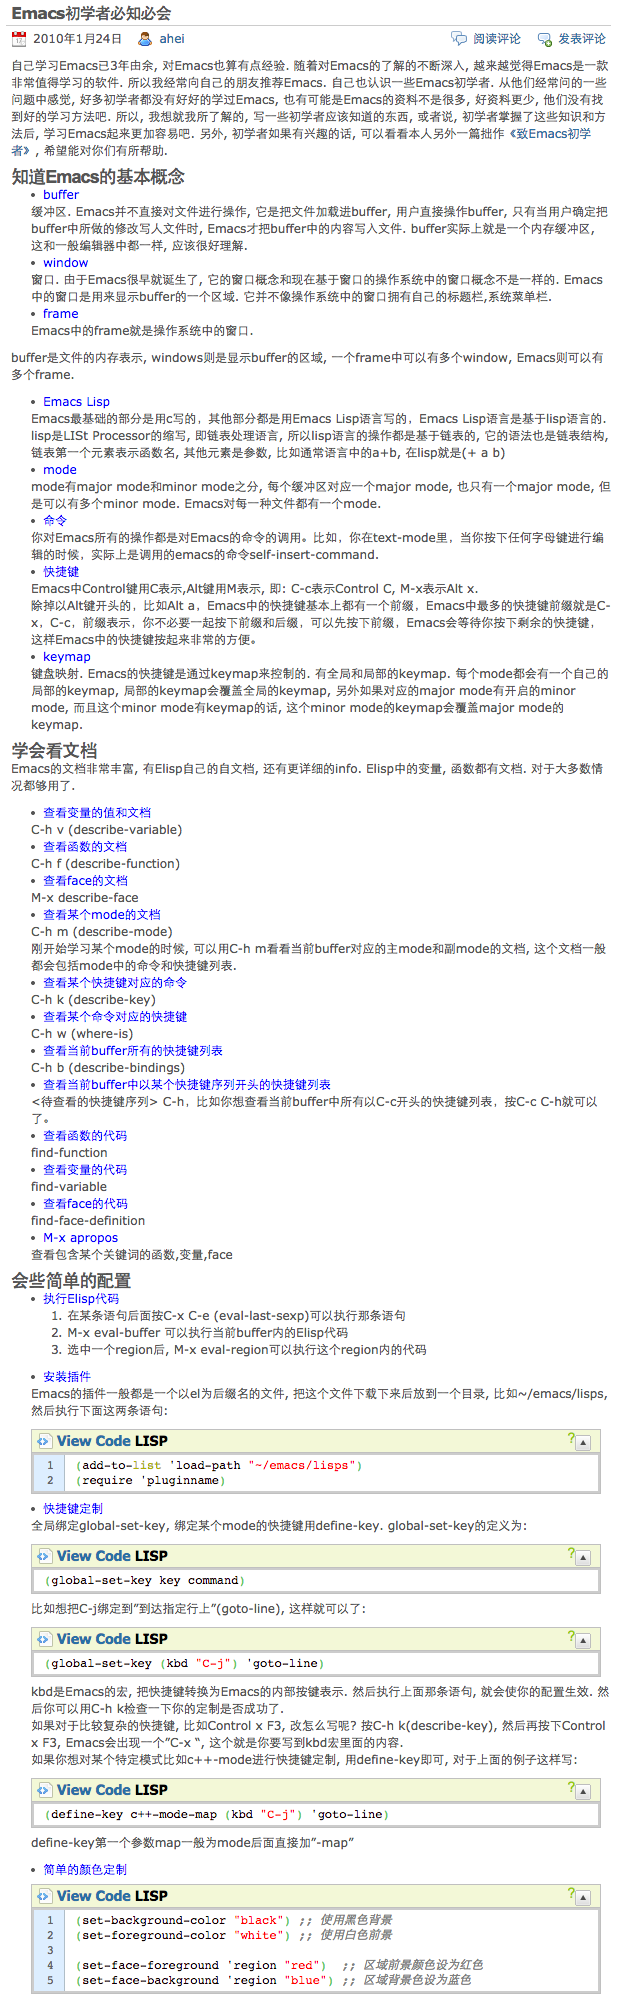 Emacs初学者必知必会
2010年1月24日 ahei 阅读评论 发表评论
自己学习Emacs已3年由余, 对Emacs也算有点经验. 随着对Emacs的了解的不断深入, 越来越觉得Emacs是一款
非常值得学习的软件. 所以我经常向自己的朋友推荐Emacs. 自己也认识一些Emacs初学者. 从他们经常问的一些
问题中感觉, 好多初学者都没有好好的学过Emacs, 也有可能是Emacs的资料不是很多, 好资料更少, 他们没有找
到好的学习方法吧. 所以, 我想就我所了解的, 写一些初学者应该知道的东西, 或者说, 初学者掌握了这些知识和方
法后, 学习Emacs起来更加容易吧. 另外, 初学者如果有兴趣的话, 可以看看本人另外一篇拙作《致Emacs初学
者》, 希望能对你们有所帮助.
知道Emacs的基本概念
• buffer
缓冲区. Emacs并不直接对文件进行操作, 它是把文件加载进buffer, 用户直接操作buffer, 只有当用户确定把
buffer中所做的修改写入文件时, Emacs才把buffer中的内容写入文件. buffer实际上就是一个内存缓冲区,
这和一般编辑器中都一样, 应该很好理解.
• window
窗口. 由于Emacs很早就诞生了, 它的窗口概念和现在基于窗口的操作系统中的窗口概念不是一样的. Emacs
中的窗口是用来显示buffer的一个区域. 它并不像操作系统中的窗口拥有自己的标题栏,系统菜单栏.
• frame
Emacs中的frame就是操作系统中的窗口.
buffer是文件的内存表示, windows则是显示buffer的区域, 一个frame中可以有多个window, Emacs则可以有
多个frame.
• Emacs Lisp
Emacs最基础的部分是用c写的，其他部分都是用Emacs Lisp语言写的，Emacs Lisp语言是基于lisp语言的.
lisp是LISt Processor的缩写, 即链表处理语言, 所以lisp语言的操作都是基于链表的, 它的语法也是链表结构,
链表第一个元素表示函数名, 其他元素是参数, 比如通常语言中的a+b, 在lisp就是(+ a b)
• mode
mode有major mode和minor mode之分, 每个缓冲区对应一个major mode, 也只有一个major mode, 但
是可以有多个minor mode. Emacs对每一种文件都有一个mode.
• 命令
你对Emacs所有的操作都是对Emacs的命令的调用。比如，你在text-mode里，当你按下任何字母键进行编
辑的时候，实际上是调用的emacs的命令self-insert-command.
• 快捷键
Emacs中Control键用C表示,Alt键用M表示, 即: C-c表示Control C, M-x表示Alt x.
除掉以Alt键开头的，比如Alt a，Emacs中的快捷键基本上都有一个前缀，Emacs中最多的快捷键前缀就是C-
x，C-c，前缀表示，你不必要一起按下前缀和后缀，可以先按下前缀，Emacs会等待你按下剩余的快捷键，
这样Emacs中的快捷键按起来非常的方便。
• keymap
键盘映射. Emacs的快捷键是通过keymap来控制的. 有全局和局部的keymap. 每个mode都会有一个自己的
局部的keymap, 局部的keymap会覆盖全局的keymap, 另外如果对应的major mode有开启的minor
mode, 而且这个minor mode有keymap的话, 这个minor mode的keymap会覆盖major mode的
keymap.
学会看文档
Emacs的文档非常丰富, 有Elisp自己的自文档, 还有更详细的info. Elisp中的变量, 函数都有文档. 对于大多数情
况都够用了.
• 查看变量的值和文档
C-h v (describe-variable)
• 查看函数的文档
C-h f (describe-function)
• 查看face的文档
M-x describe-face
• 查看某个mode的文档
C-h m (describe-mode)
刚开始学习某个mode的时候, 可以用C-h m看看当前buffer对应的主mode和副mode的文档, 这个文档一般
都会包括mode中的命令和快捷键列表.
• 查看某个快捷键对应的命令
C-h k (describe-key)
• 查看某个命令对应的快捷键
C-h w (where-is)
• 查看当前buffer所有的快捷键列表
C-h b (describe-bindings)
• 查看当前buffer中以某个快捷键序列开头的快捷键列表
<待查看的快捷键序列> C-h，比如你想查看当前buffer中所有以C-c开头的快捷键列表，按C-c C-h就可以
了。
• 查看函数的代码
find-function
• 查看变量的代码
find-variable
• 查看face的代码
find-face-definition
• M-x apropos
查看包含某个关键词的函数,变量,face
会些简单的配置
• 执行Elisp代码
1. 在某条语句后面按C-x C-e (eval-last-sexp)可以执行那条语句
2. M-x eval-buffer 可以执行当前buffer内的Elisp代码
3. 选中一个region后, M-x eval-region可以执行这个region内的代码
• 安装插件
Emacs的插件一般都是一个以el为后缀名的文件, 把这个文件下载下来后放到一个目录, 比如~/emacs/lisps,
然后执行下面这两条语句:
View Code LISP ?
1 (add-to-list 'load-path "~/emacs/lisps")
2 (require 'pluginname)
• 快捷键定制
全局绑定global-set-key, 绑定某个mode的快捷键用define-key. global-set-key的定义为:
View Code LISP ?
(global-set-key key command)
比如想把C-j绑定到”到达指定行上”(goto-line), 这样就可以了:
View Code LISP ?
(global-set-key (kbd "C-j") 'goto-line)
kbd是Emacs的宏, 把快捷键转换为Emacs的内部按键表示. 然后执行上面那条语句, 就会使你的配置生效. 然
后你可以用C-h k检查一下你的定制是否成功了.
如果对于比较复杂的快捷键, 比如Control x F3, 改怎么写呢? 按C-h k(describe-key), 然后再按下Control
x F3, Emacs会出现一个”C-x “, 这个就是你要写到kbd宏里面的内容.
如果你想对某个特定模式比如c++-mode进行快捷键定制, 用define-key即可, 对于上面的例子这样写:
View Code LISP ?
(define-key c++-mode-map (kbd "C-j") 'goto-line)
define-key第一个参数map一般为mode后面直接加”-map”
• 简单的颜色定制
View Code LISP ?
1 (set-background-color "black") ;; 使用黑色背景
2 (set-foreground-color "white") ;; 使用白色前景
3
4 (set-face-foreground 'region "red") ;; 区域前景颜色设为红色
5 (set-face-background 'region "blue") ;; 区域背景色设为蓝色